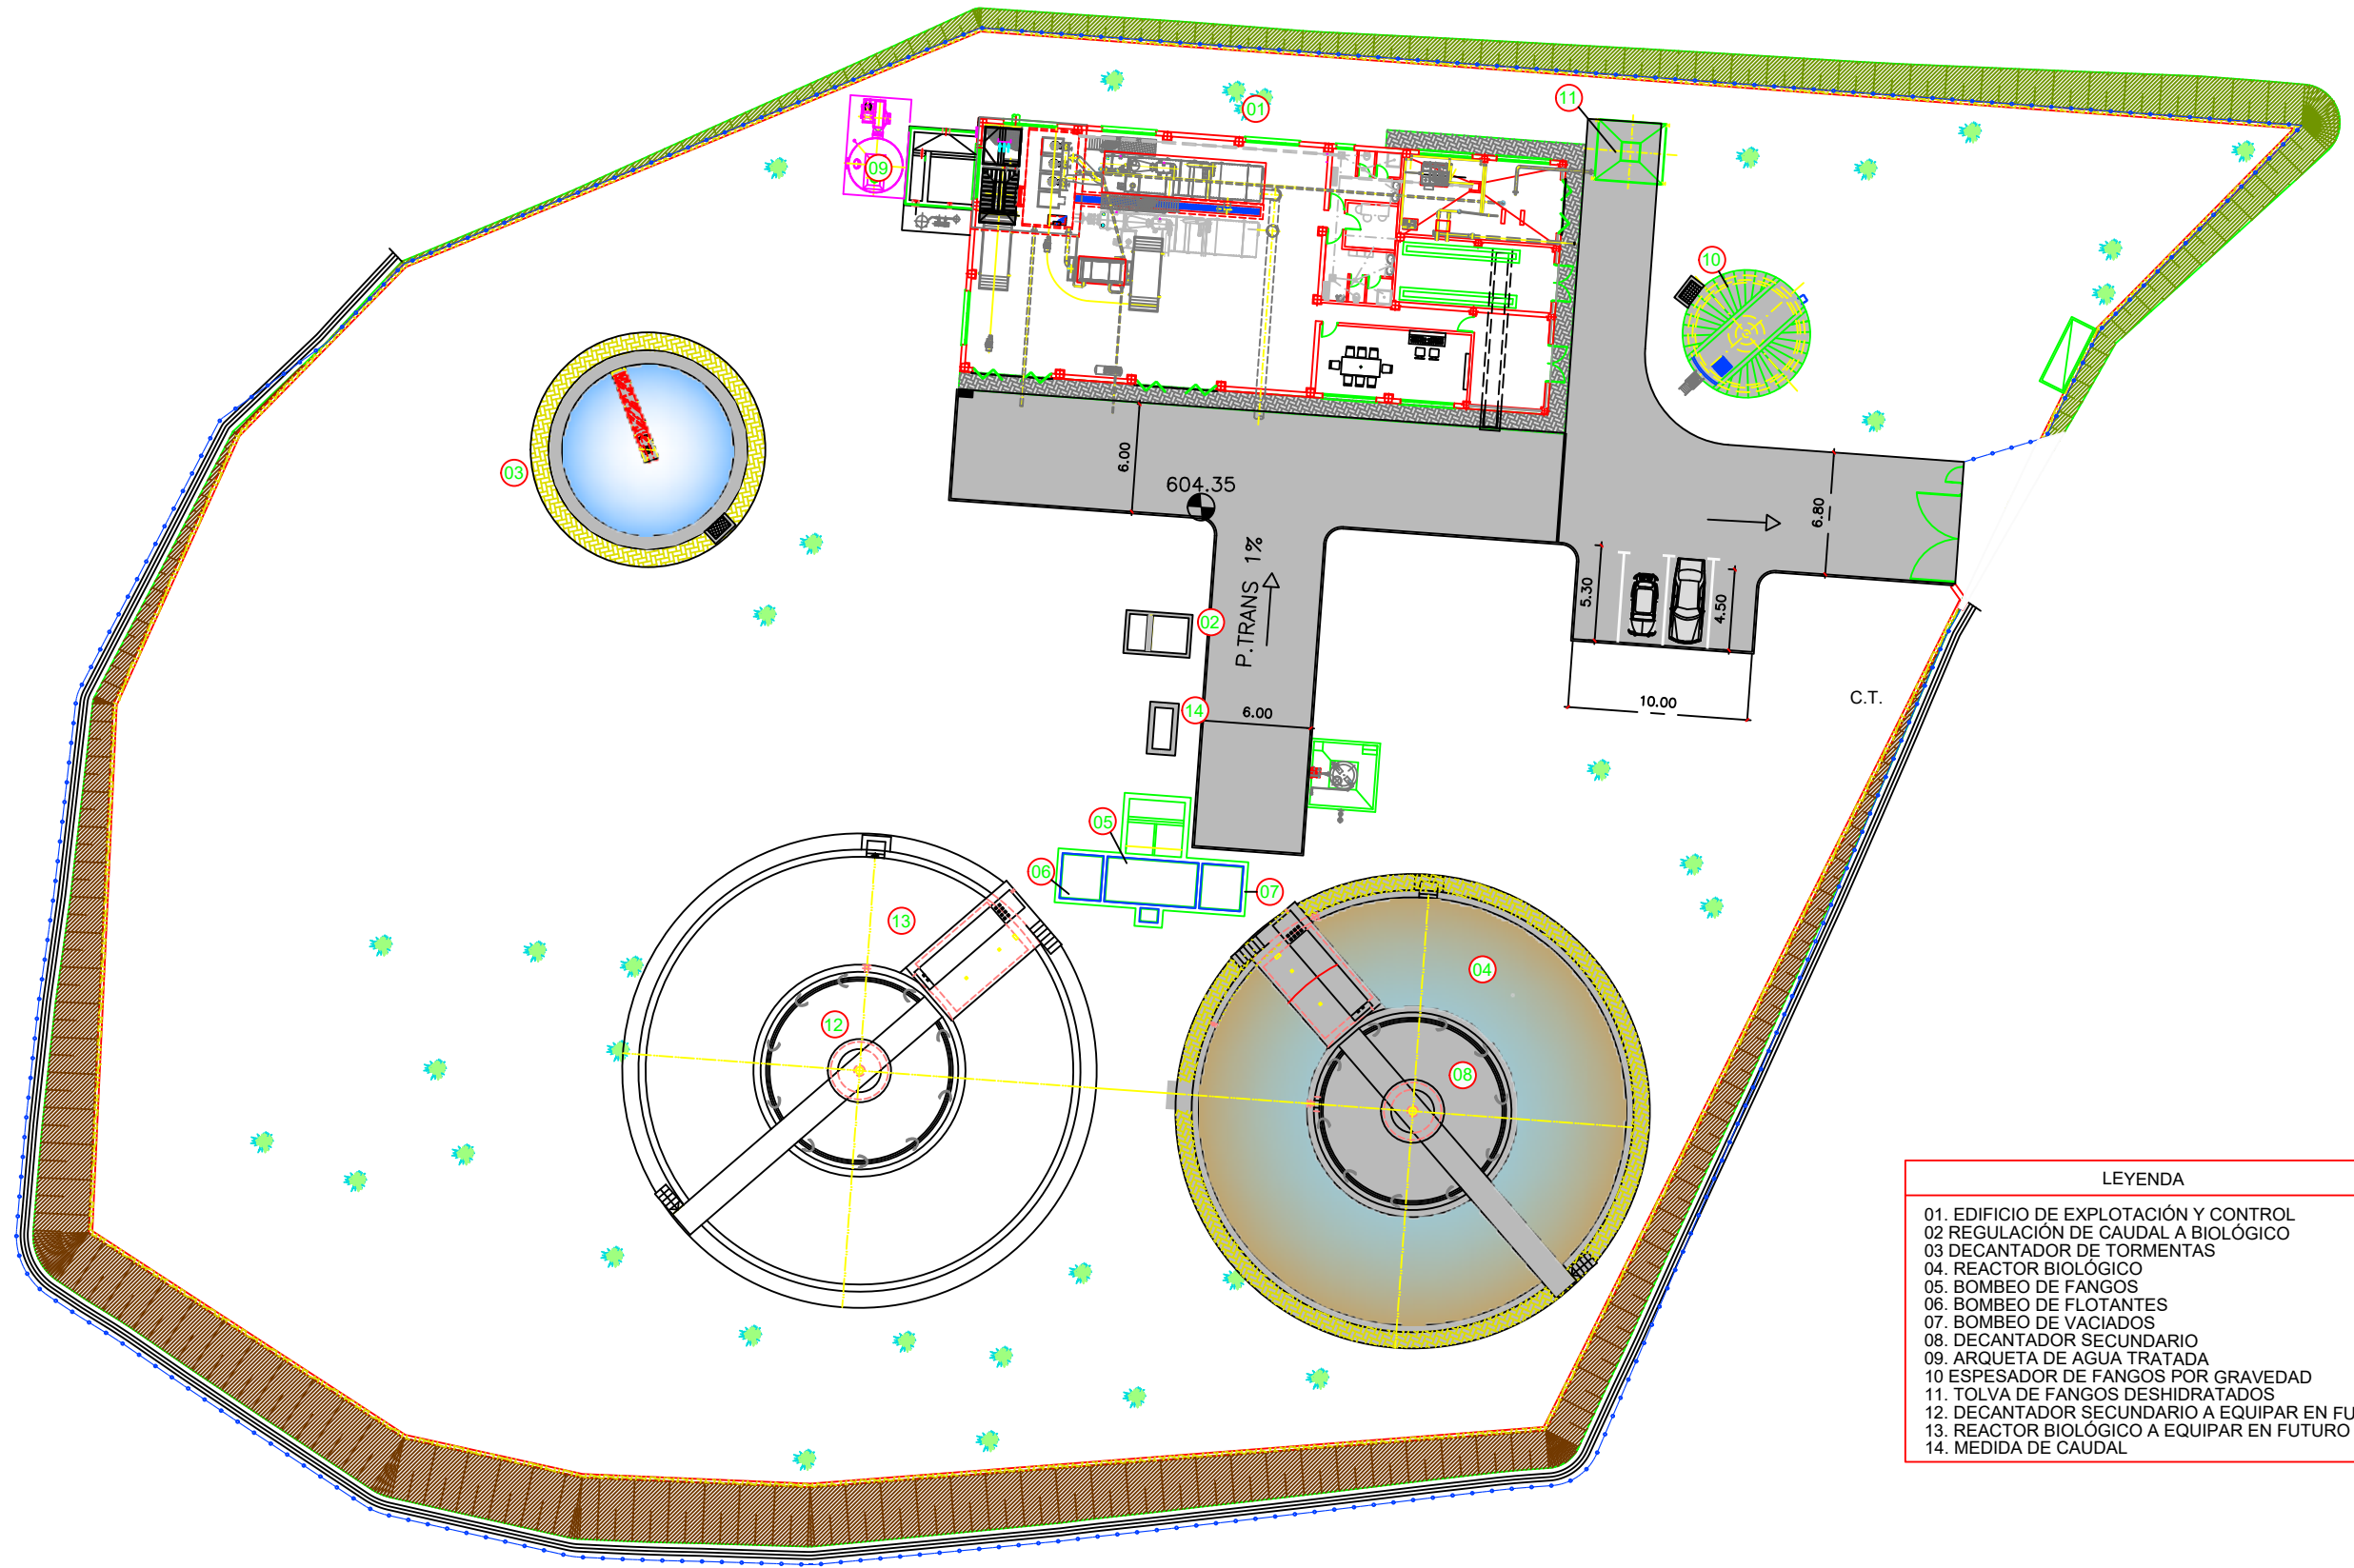 01
11
09
10
03
6.00
604.35
P.TRANS 1%
6.80
5.30
4.50
02
14
6.00
10.00
C.T.
05
06
07
13
04
12
08
LEYENDA
01. EDIFICIO DE EXPLOTACIÓN Y CONTROL
02 REGULACIÓN DE CAUDAL A BIOLÓGICO
03 DECANTADOR DE TORMENTAS
04. REACTOR BIOLÓGICO
05. BOMBEO DE FANGOS
06. BOMBEO DE FLOTANTES
07. BOMBEO DE VACIADOS
08. DECANTADOR SECUNDARIO
09. ARQUETA DE AGUA TRATADA
10 ESPESADOR DE FANGOS POR GRAVEDAD
11. TOLVA DE FANGOS DESHIDRATADOS
12. DECANTADOR SECUNDARIO A EQUIPAR EN FU
13. REACTOR BIOLÓGICO A EQUIPAR EN FUTURO
14. MEDIDA DE CAUDAL